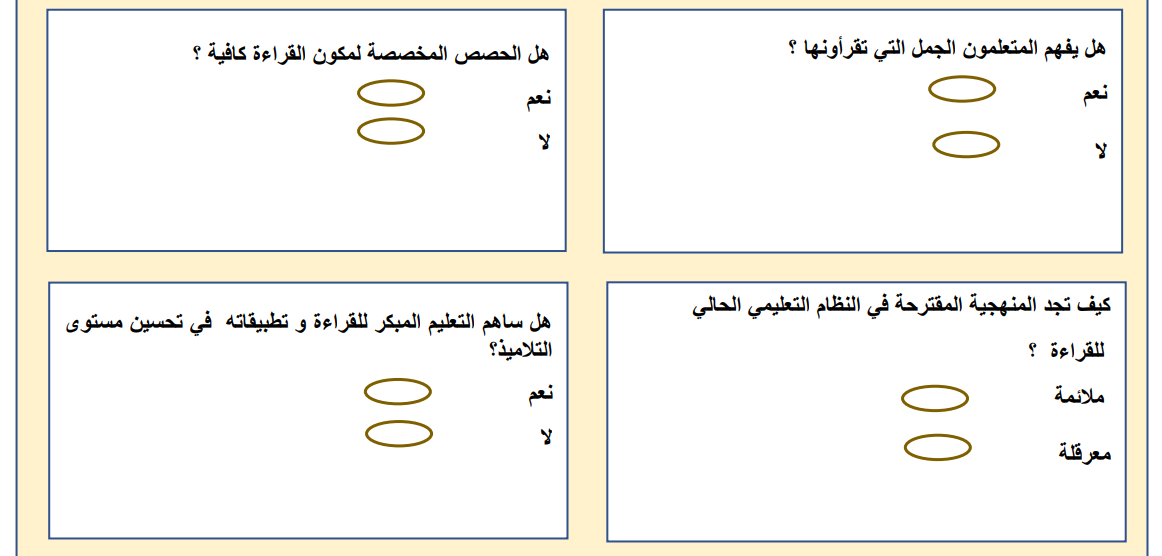 هل يفهم المتعلمون الجمل التي تقرأونها ؟
نعم
لا
هل الحصص المخصصة لمكون القراءة كافية ؟
نعم
لا
كيف تجد المنهجية المقترحة في النظام التعليمي الحالي
للقراءة ؟
ملائمة
معرقلة
هل ساهم التعليم المبكر للقراءة و تطبيقاته في تحسين مستوى
التلاميذ؟
نعم
لا